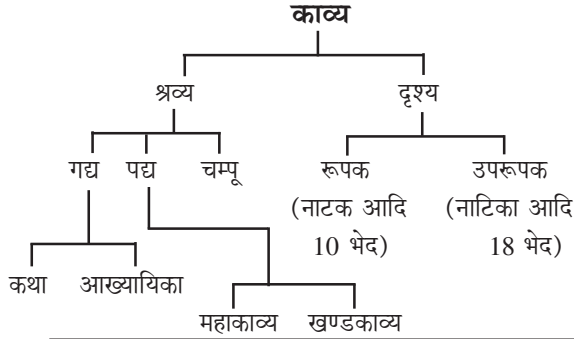 काव्य
श्रव्य दृश्य
गद्य पद्य चम्पू रूपक उपरूपक
(नाटक आदि (नाटिका आदि
10 भेद) 18 भेद)
कथा आख्यायिका
महाकाव्य खण्डकाव्य